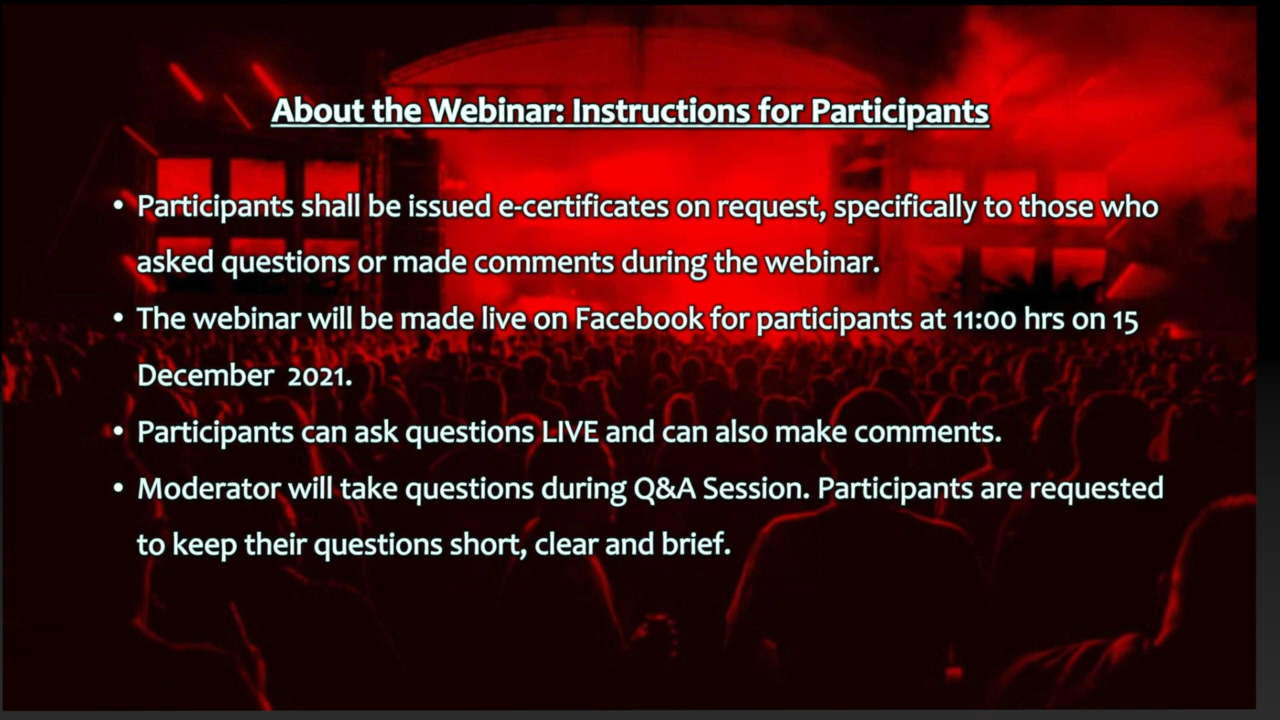 About the Webinar: Instructions for Participants
• Participants shall be issued e-certificates on request, specifically to those who
asked questions or made comments during the webinar.
• The webinar will be made live on Facebook for participants at 11:00 hrs on 15
December 2021.
• Participants can ask questions LIVE and can also make comments.
• Moderator will take questions during Q&A Session. Participants are requested
to keep their questions short, clear and brief.